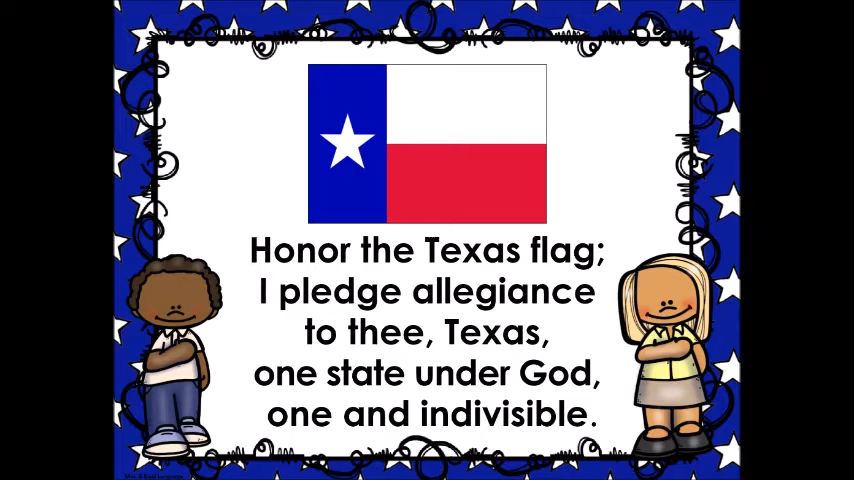 Honor the Texas flag;
I pledge allegiance
to thee, Texas,
one state under God,
one and indivisible.